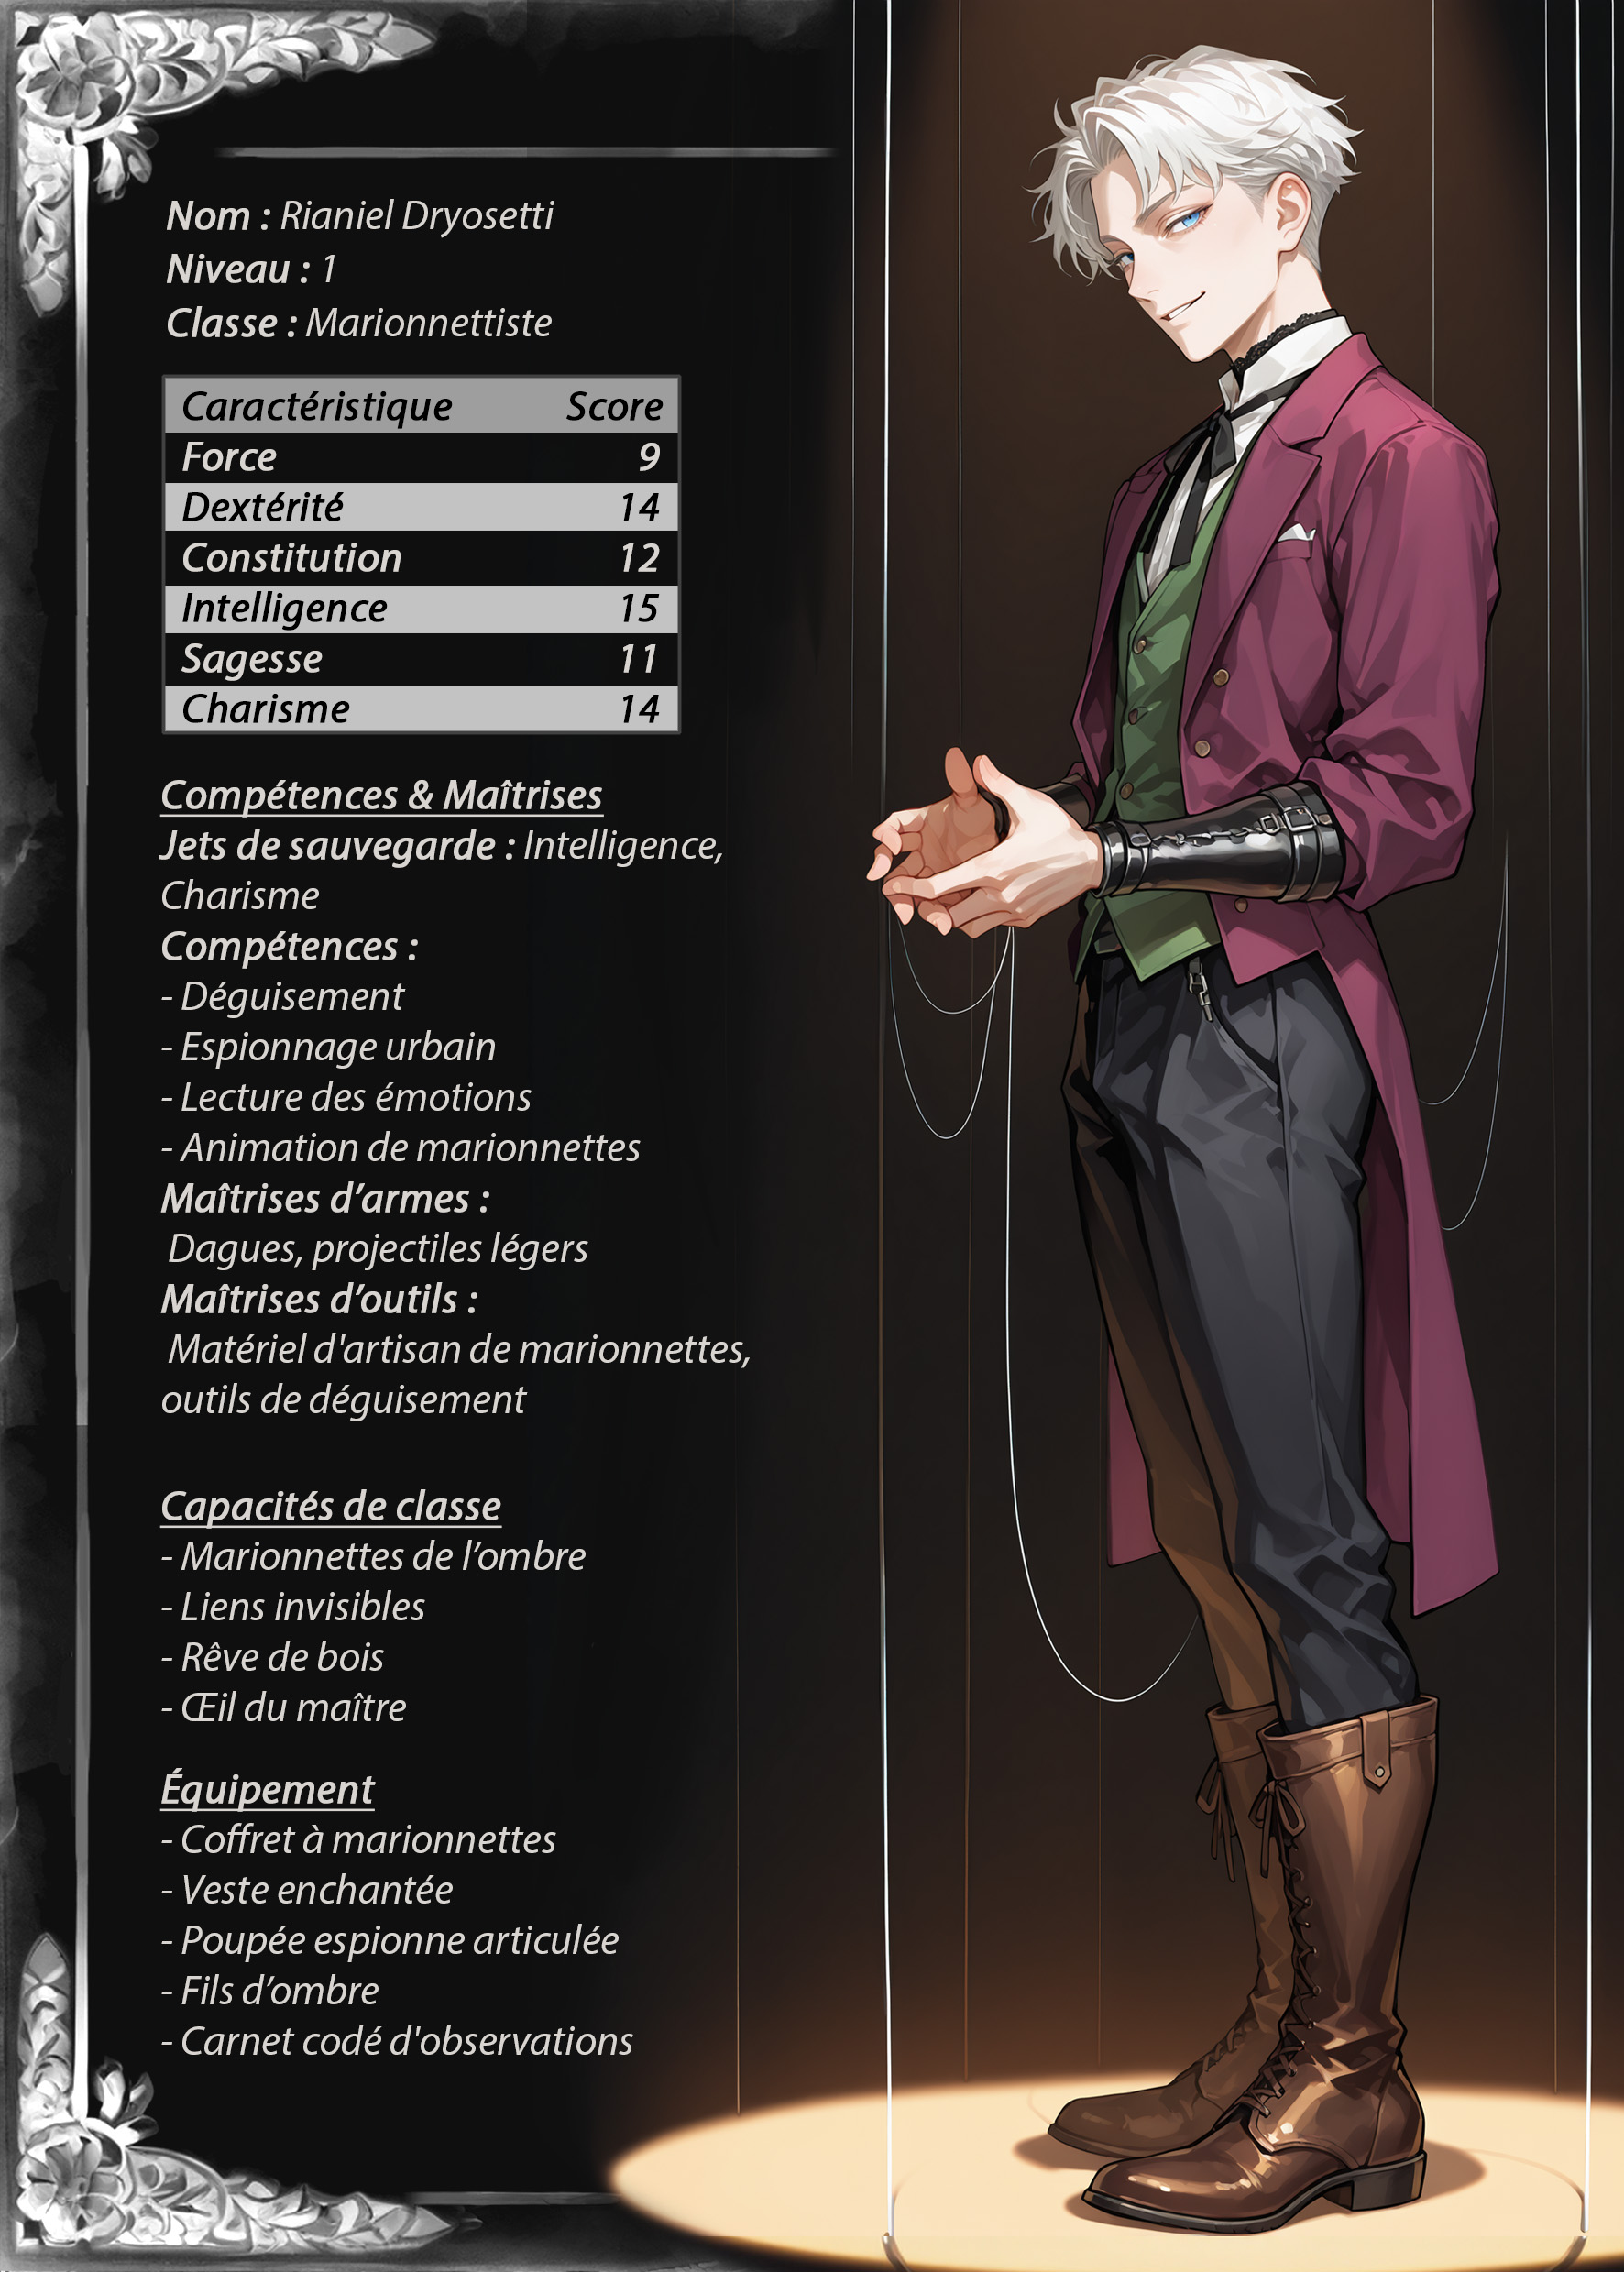 Nom : Rianiel Dryosetti
Niveau : 1
Classe : Marionnettiste
Caractéristique Score
Force 9
Dextérité 14
Constitution 12
Intelligence 15
Sagesse 11
Charisme 14
Compétences & Maîtrises
Jets de sauvegarde : Intelligence,
Charisme
Compétences :
- Déguisement
- Espionnage urbain
- Lecture des émotions
- Animation de marionnettes
Maîtrises d’armes :
Dagues, projectiles légers
Maîtrises d’outils :
Matériel d'artisan de marionnettes,
outils de déguisement
Capacités de classe
- Marionnettes de l’ombre
- Liens invisibles
- Rêve de bois
- Œil du maître
Équipement
- Coffret à marionnettes
- Veste enchantée
- Poupée espionne articulée
- Fils d’ombre
- Carnet codé d'observations